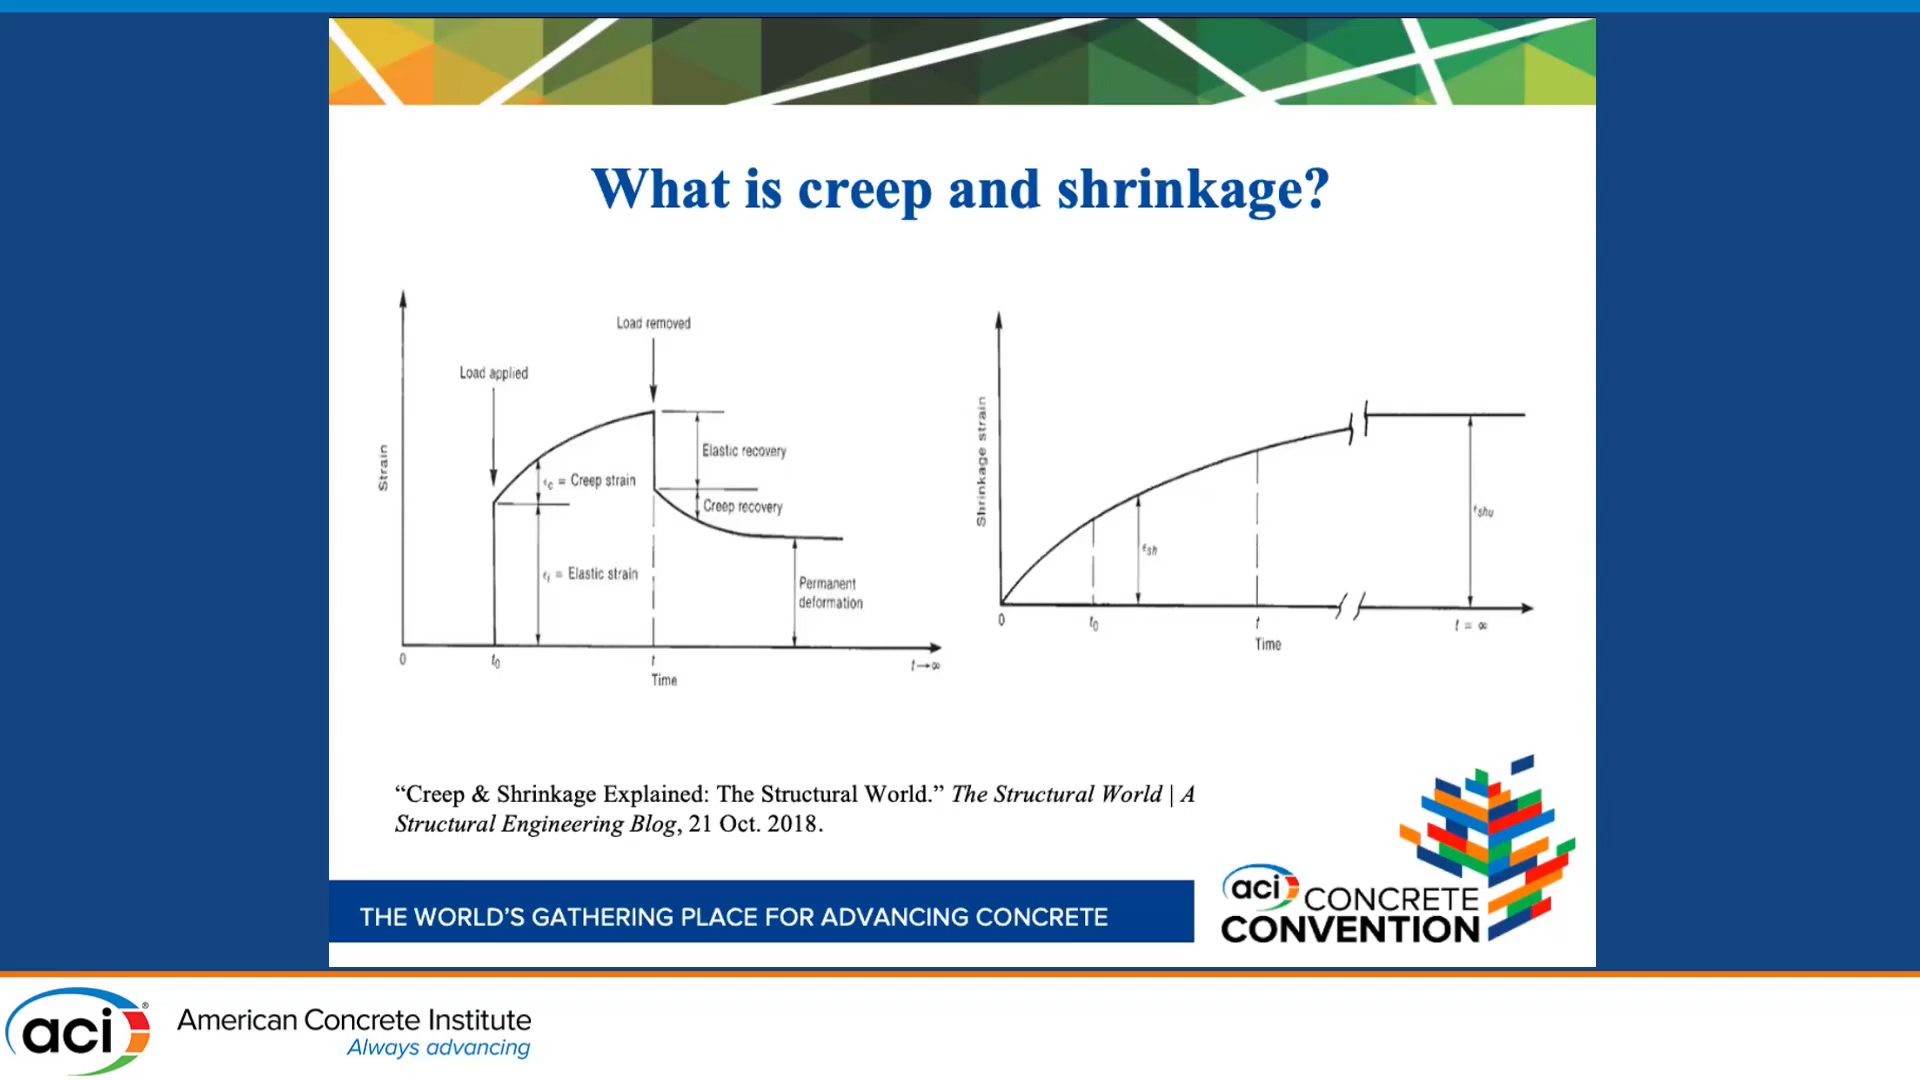 What is creep and shrinkage?
Load removed
Load applied
Strain
Elastic recovery
ϵc = Creep strain
Creep recovery
ϵi = Elastic strain
Permanent
deformation
0
t0
t
t→∞
Time
Shrinkage strain
ϵshu
ϵsh
0
t0
t
t = ∞
Time
“Creep & Shrinkage Explained: The Structural World.” The Structural World | A
Structural Engineering Blog, 21 Oct. 2018.
THE WORLD’S GATHERING PLACE FOR ADVANCING CONCRETE
aci CONCRETE
CONVENTION
aci®
American Concrete Institute
Always advancing